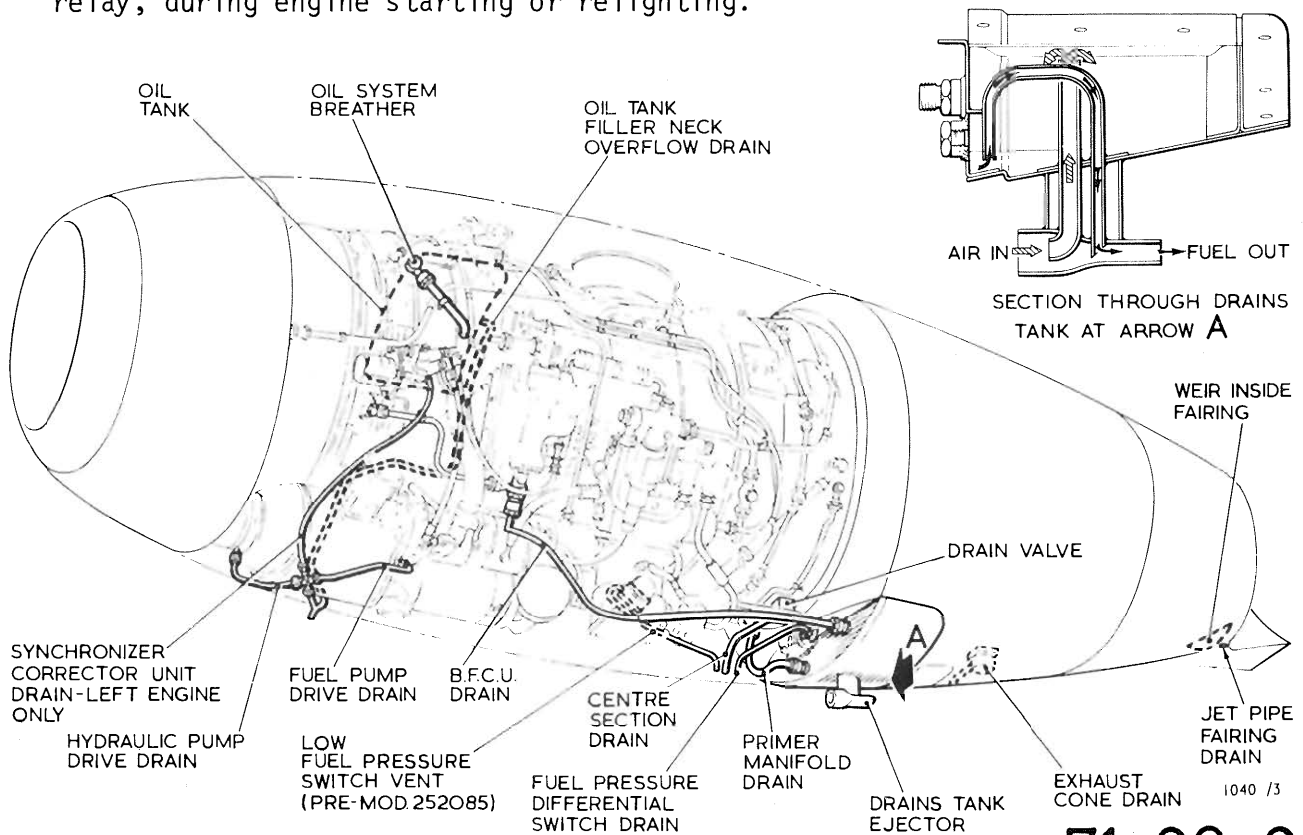 relay, during engine starting or relighting.
OIL
TANK
OIL SYSTEM
BREATHER
OIL TANK
FILLER NECK
OVERFLOW DRAIN
AIR IN
FUEL OUT
SECTION THROUGH DRAINS
TANK AT ARROW A
WEIR INSIDE
FAIRING
DRAIN VALVE
A
SYNCHRONIZER
CORRECTOR UNIT
DRAIN-LEFT ENGINE
ONLY
HYDRAULIC PUMP
DRIVE DRAIN
FUEL PUMP
DRIVE DRAIN
B.F.C.U.
DRAIN
LOW
FUEL PRESSURE
SWITCH VENT
(PRE-MOD. 252085)
CENTRE
SECTION
DRAIN
FUEL PRESSURE
DIFFERENTIAL
SWITCH DRAIN
PRIMER
MANIFOLD
DRAIN
DRAINS TANK
EJECTOR
EXHAUST
CONE DRAIN
JET PIPE
FAIRING
DRAIN
1040 /3